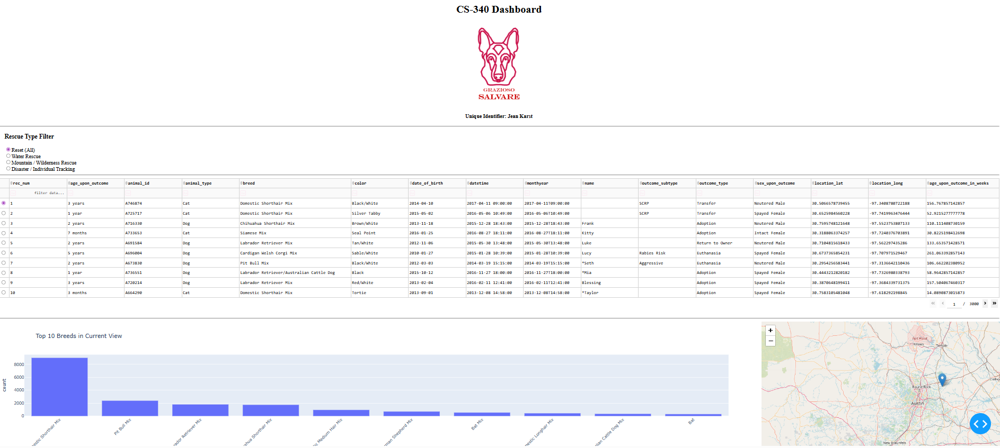 CS-340 Dashboard
GRAZIOSO
SALVARE
Unique Identifier: Jean Karst
Rescue Type Filter
Reset (All)
Water Rescue
Mountain / Wilderness Rescue
Disaster / Individual Tracking
rec_num age_upon_outcome animal_id animal_type breed color date_of_birth datetime monthyear name outcome_subtype outcome_type sex_upon_outcome location_lat location_long age_upon_outcome_in_weeks
filter data...
1 3 years A746874 Cat Domestic Shorthair Mix Black/White 2014-04-10 2017-04-11 09:00:00 2017-04-11T09:00:00 SCRP Transfer Neutered Male 30.5066578739455 -97.3408780722188 156.767857142857
2 1 year A725717 Cat Domestic Shorthair Mix Silver Tabby 2015-05-02 2016-05-06 10:49:00 2016-05-06T10:49:00 SCRP Transfer Spayed Female 30.6525984560228 -97.7419963476444 52.9215277777778
3 2 years A716330 Dog Chihuahua Shorthair Mix Brown/White 2013-11-18 2015-12-28 18:43:00 2015-12-28T18:43:00 Frank Adoption Neutered Male 30.7595748121648 -97.5523753807133 110.111408730159
4 7 months A733653 Cat Siamese Mix Seal Point 2016-01-25 2016-08-27 18:11:00 2016-08-27T18:11:00 Kitty Adoption Intact Female 30.3188063374257 -97.7240376703891 30.8225198412698
5 2 years A691584 Dog Labrador Retriever Mix Tan/White 2012-11-06 2015-05-30 13:48:00 2015-05-30T13:48:00 Luke Return to Owner Neutered Male 30.7104815618433 -97.562297435286 133.653571428571
6 5 years A696004 Dog Cardigan Welsh Corgi Mix Sable/White 2010-01-27 2015-01-28 10:39:00 2015-01-28T10:39:00 Lucy Rabies Risk Euthanasia Spayed Female 30.6737365854231 -97.707971529467 261.063392857143
7 2 years A673830 Dog Pit Bull Mix Black/White 2012-03-03 2014-03-19 15:15:00 2014-03-19T15:15:00 *Seth Aggressive Euthanasia Neutered Male 30.2954256583441 -97.3136642110436 106.662202380952
8 1 year A736551 Dog Labrador Retriever/Australian Cattle Dog Black 2015-10-12 2016-11-27 18:00:00 2016-11-27T18:00:00 *Mia Adoption Spayed Female 30.4443212820182 -97.7326980338793 58.9642857142857
9 3 years A720214 Dog Labrador Retriever Mix Red/White 2013-02-04 2016-02-11 12:41:00 2016-02-11T12:41:00 Blessing Adoption Spayed Female 30.3870648199411 -97.3684339731375 157.504067460317
10 3 months A664290 Cat Domestic Shorthair Mix Tortie 2013-09-01 2013-12-08 14:58:00 2013-12-08T14:58:00 *Taylor Adoption Spayed Female 30.7583105481048 -97.618292198845 14.0890873015873
« ‹ 1 / 3000 › »
Top 10 Breeds in Current View
8000
6000
4000
2000
0
count
estic Shorthair Mix
Pit Bull Mix
rador Retriever Mix
ahua Shorthair Mix
ic Medium Hair Mix
rman Shepherd Mix
Bat Mix
nestic Longhair Mix
lian Cattle Dog Mix
Bat
+
−
Fort Hood
Killeen
Temple
Colleg
Round Rock
Austin
New Braunfels